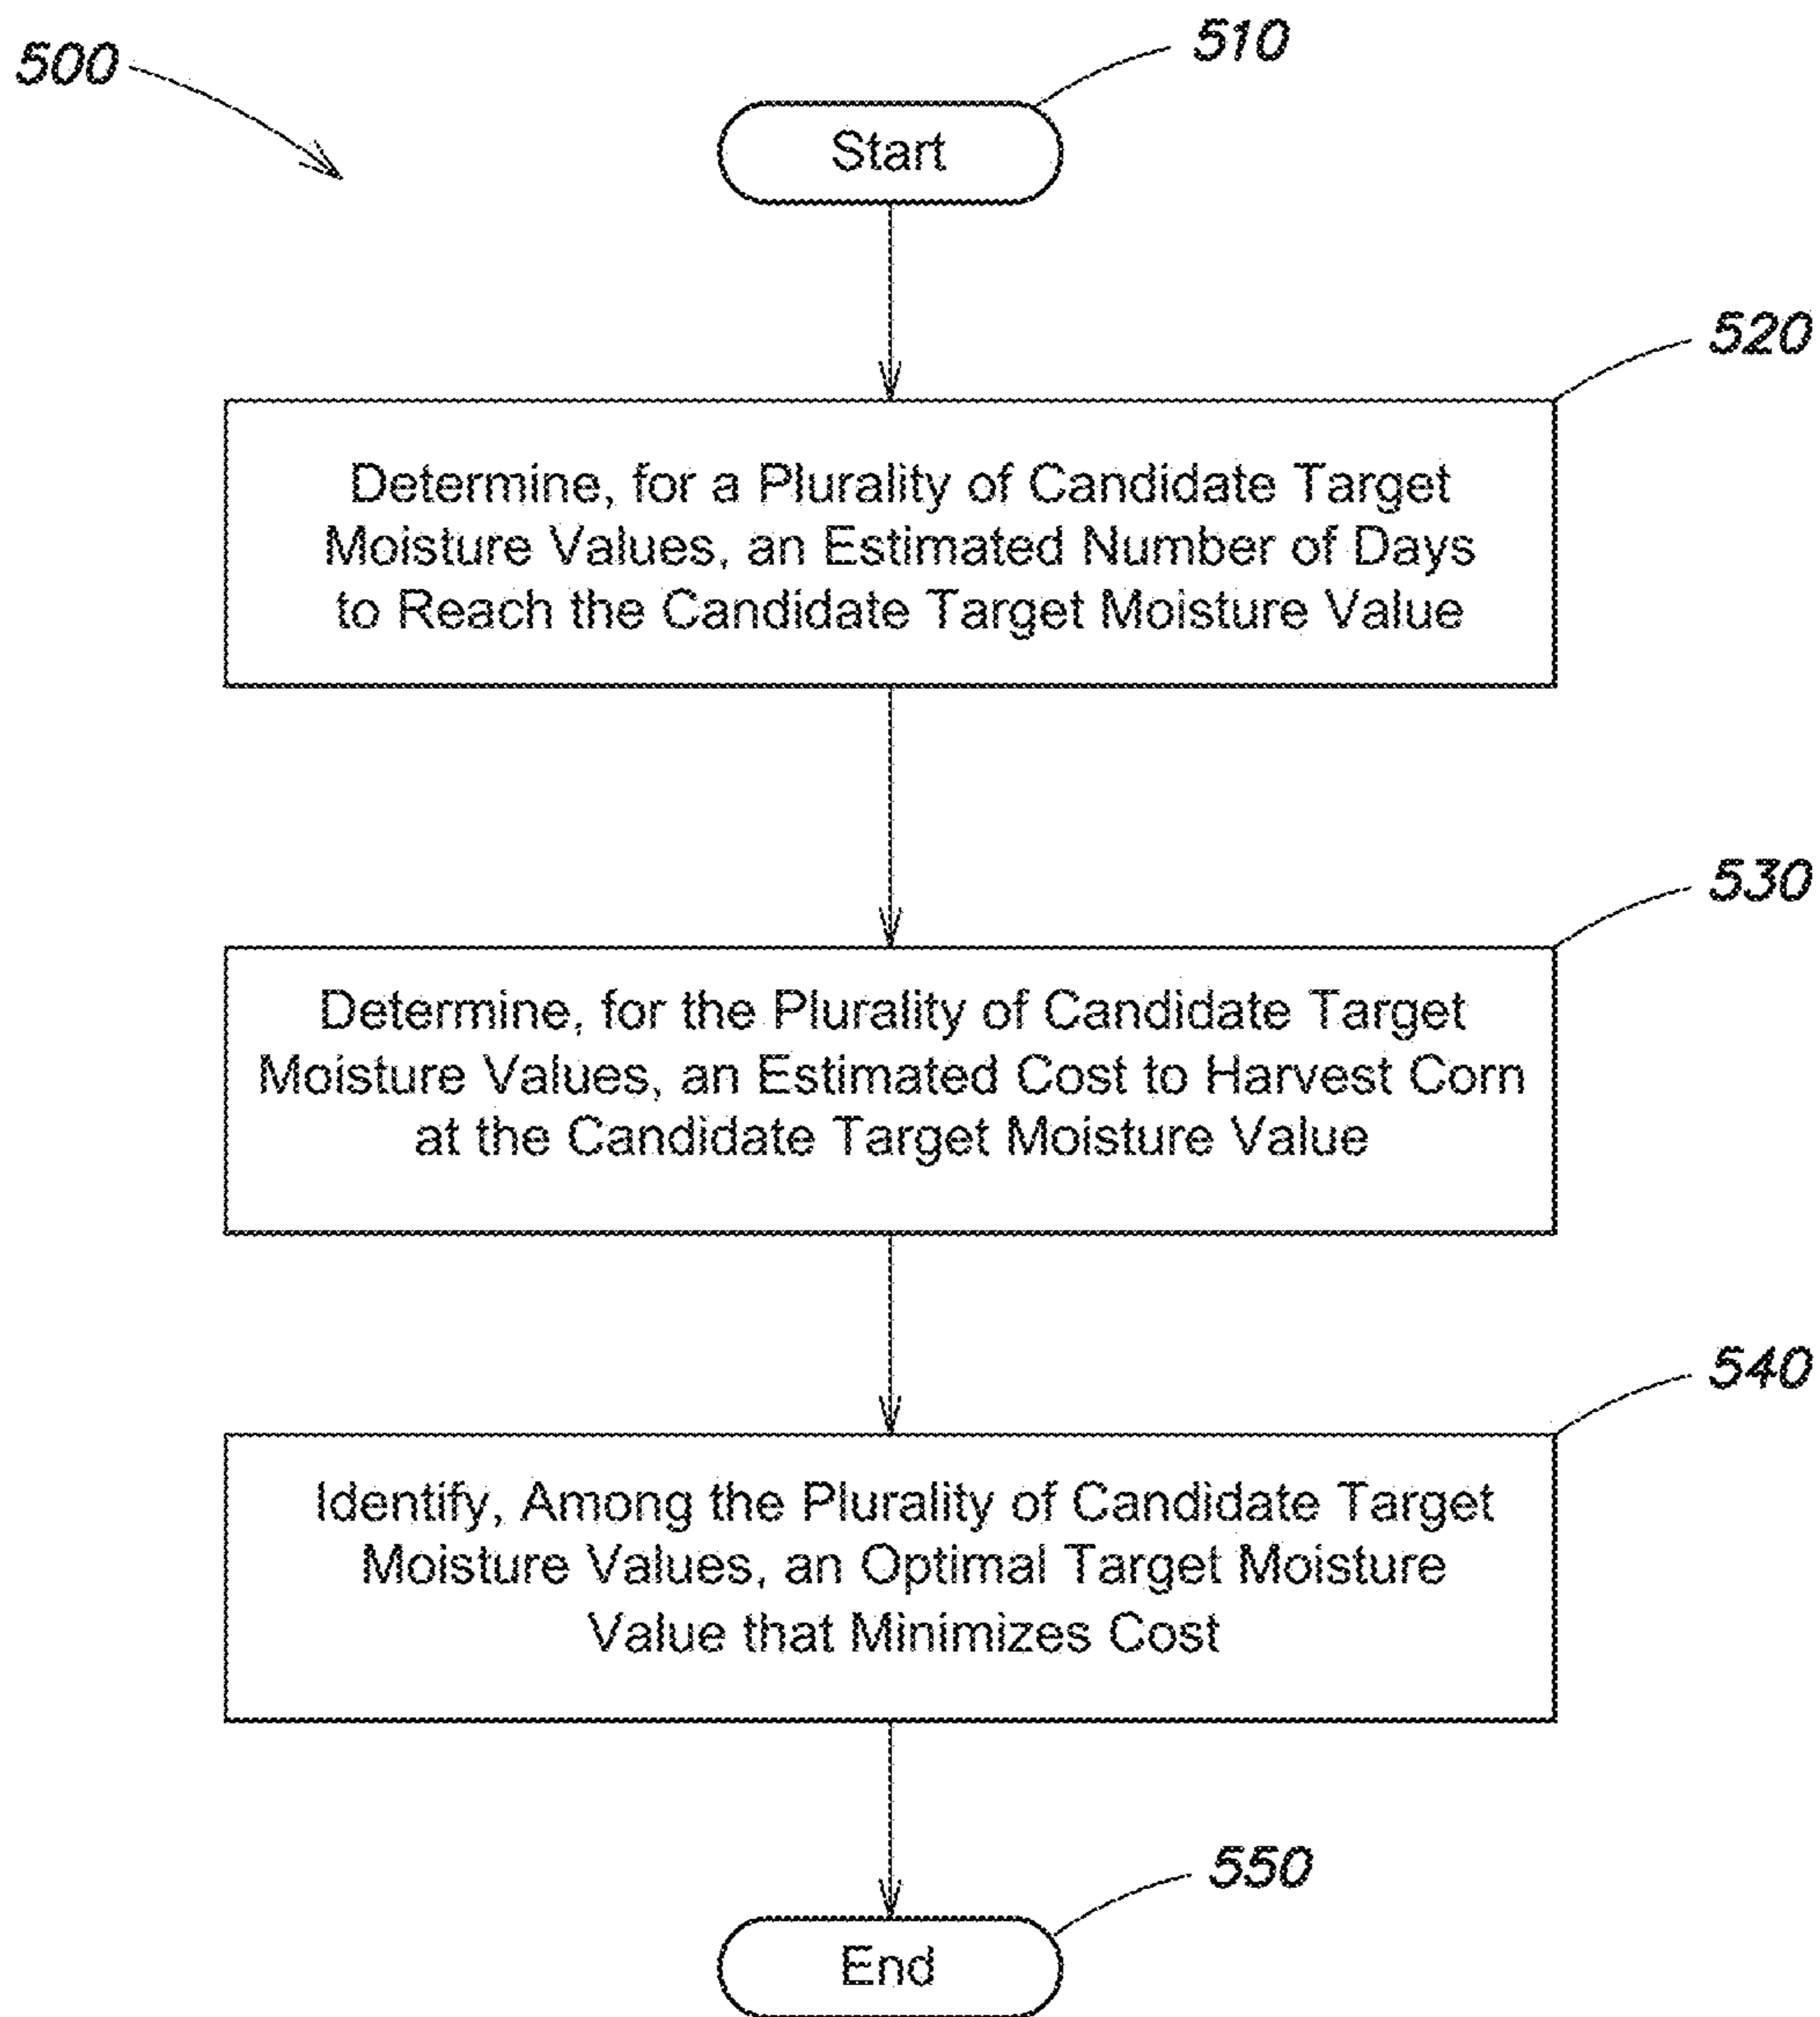 500
510
Start
520
Determine, for a Plurality of Candidate Target
Moisture Values, an Estimated Number of Days
to Reach the Candidate Target Moisture Value
530
Determine, for the Plurality of Candidate Target
Moisture Values, an Estimated Cost to Harvest Corn
at the Candidate Target Moisture Value
540
Identify, Among the Plurality of Candidate Target
Moisture Values, an Optimal Target Moisture
Value that Minimizes Cost
550
End